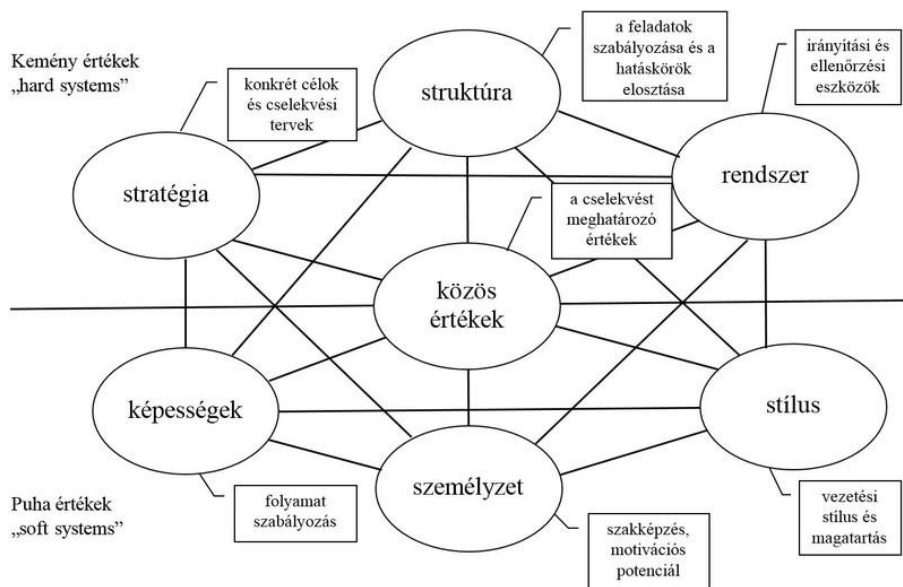 Kemény értékek
„hard systems”
konkrét célok
és cselekvési
tervek
struktúra
a feladatok
szabályozása és a
hatáskörök
elosztása
irányítási és
ellenőrzési
eszközök
stratégia
rendszer
a cselekvést
meghatározó
értékek
közös
értékek
képességek
stílus
személyzet
Puha értékek
„soft systems”
folyamat
szabályozás
szakképzés,
motivációs
potenciál
vezetési
stílus és
magatartás